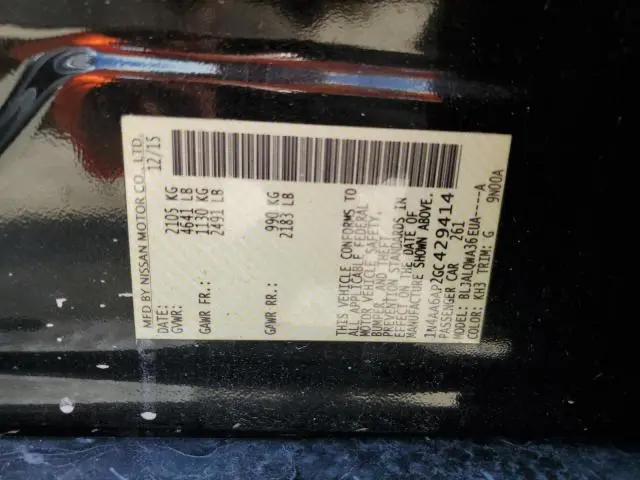 MFD BY NISSAN MOTOR CO., LTD.
DATE: 12/15
GVWR: 2105 KG
4641 LB
GAWR FR.: 1130 KG
2491 LB
GAWR RR.: 990 KG
2183 LB
THIS VEHICLE CONFORMS TO
ALL APPLICABLE FEDERAL
MOTOR VEHICLE SAFETY,
BUMPER, AND THEFT
PREVENTION STANDARDS IN
EFFECT ON THE DATE OF
MANUFACTURE SHOWN ABOVE.
1N4AA6AP2GC429414
PASSENGER CAR 261
MODEL: BL3ALQWA36EUA----A
COLOR: KH3 TRIM: G 9W00A